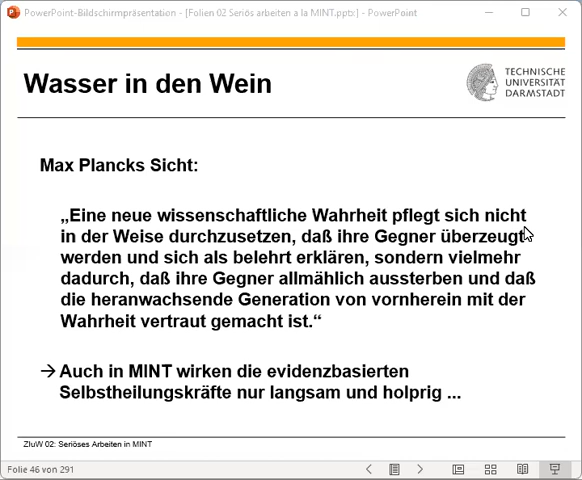 PowerPoint-Bildschirmpräsentation - [Folien 02 Seriös arbeiten a la MINT.pptx] - PowerPoint
Wasser in den Wein
TECHNISCHE
UNIVERSITÄT
DARMSTADT
Max Plancks Sicht:
„Eine neue wissenschaftliche Wahrheit pflegt sich nicht
in der Weise durchzusetzen, daß ihre Gegner überzeugt
werden und sich als belehrt erklären, sondern vielmehr
dadurch, daß ihre Gegner allmählich aussterben und daß
die heranwachsende Generation von vornherein mit der
Wahrheit vertraut gemacht ist.“
→ Auch in MINT wirken die evidenzbasierten
Selbstheilungskräfte nur langsam und holprig ...
ZIuW 02: Seriöses Arbeiten in MINT
Folie 46 von 291